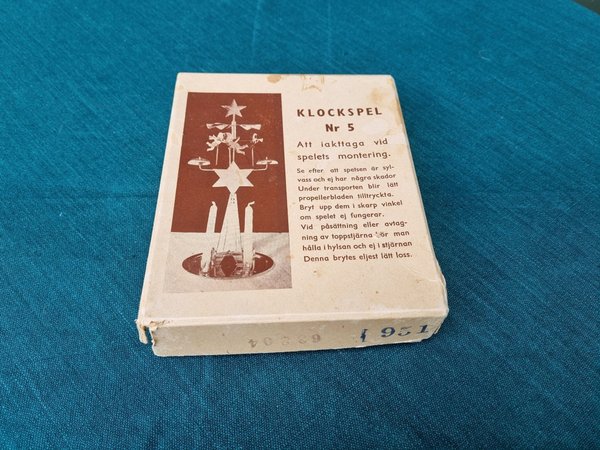 KLOCKSPEL
Nr 5
Att iakttaga vid
spelets montering.
Se efter, att spetsen är syl-
vass och ej har några skador
Under transporten blir lätt
propellerbladen tilltryckta.
Bryt upp dem i skarp vinkel
om spelet ej fungerar.
Vid påsättning eller avtag-
ning av toppstjärna bör man
hålla i hylsan och ej i stjärnan
Denna brytes eljest lätt loss.